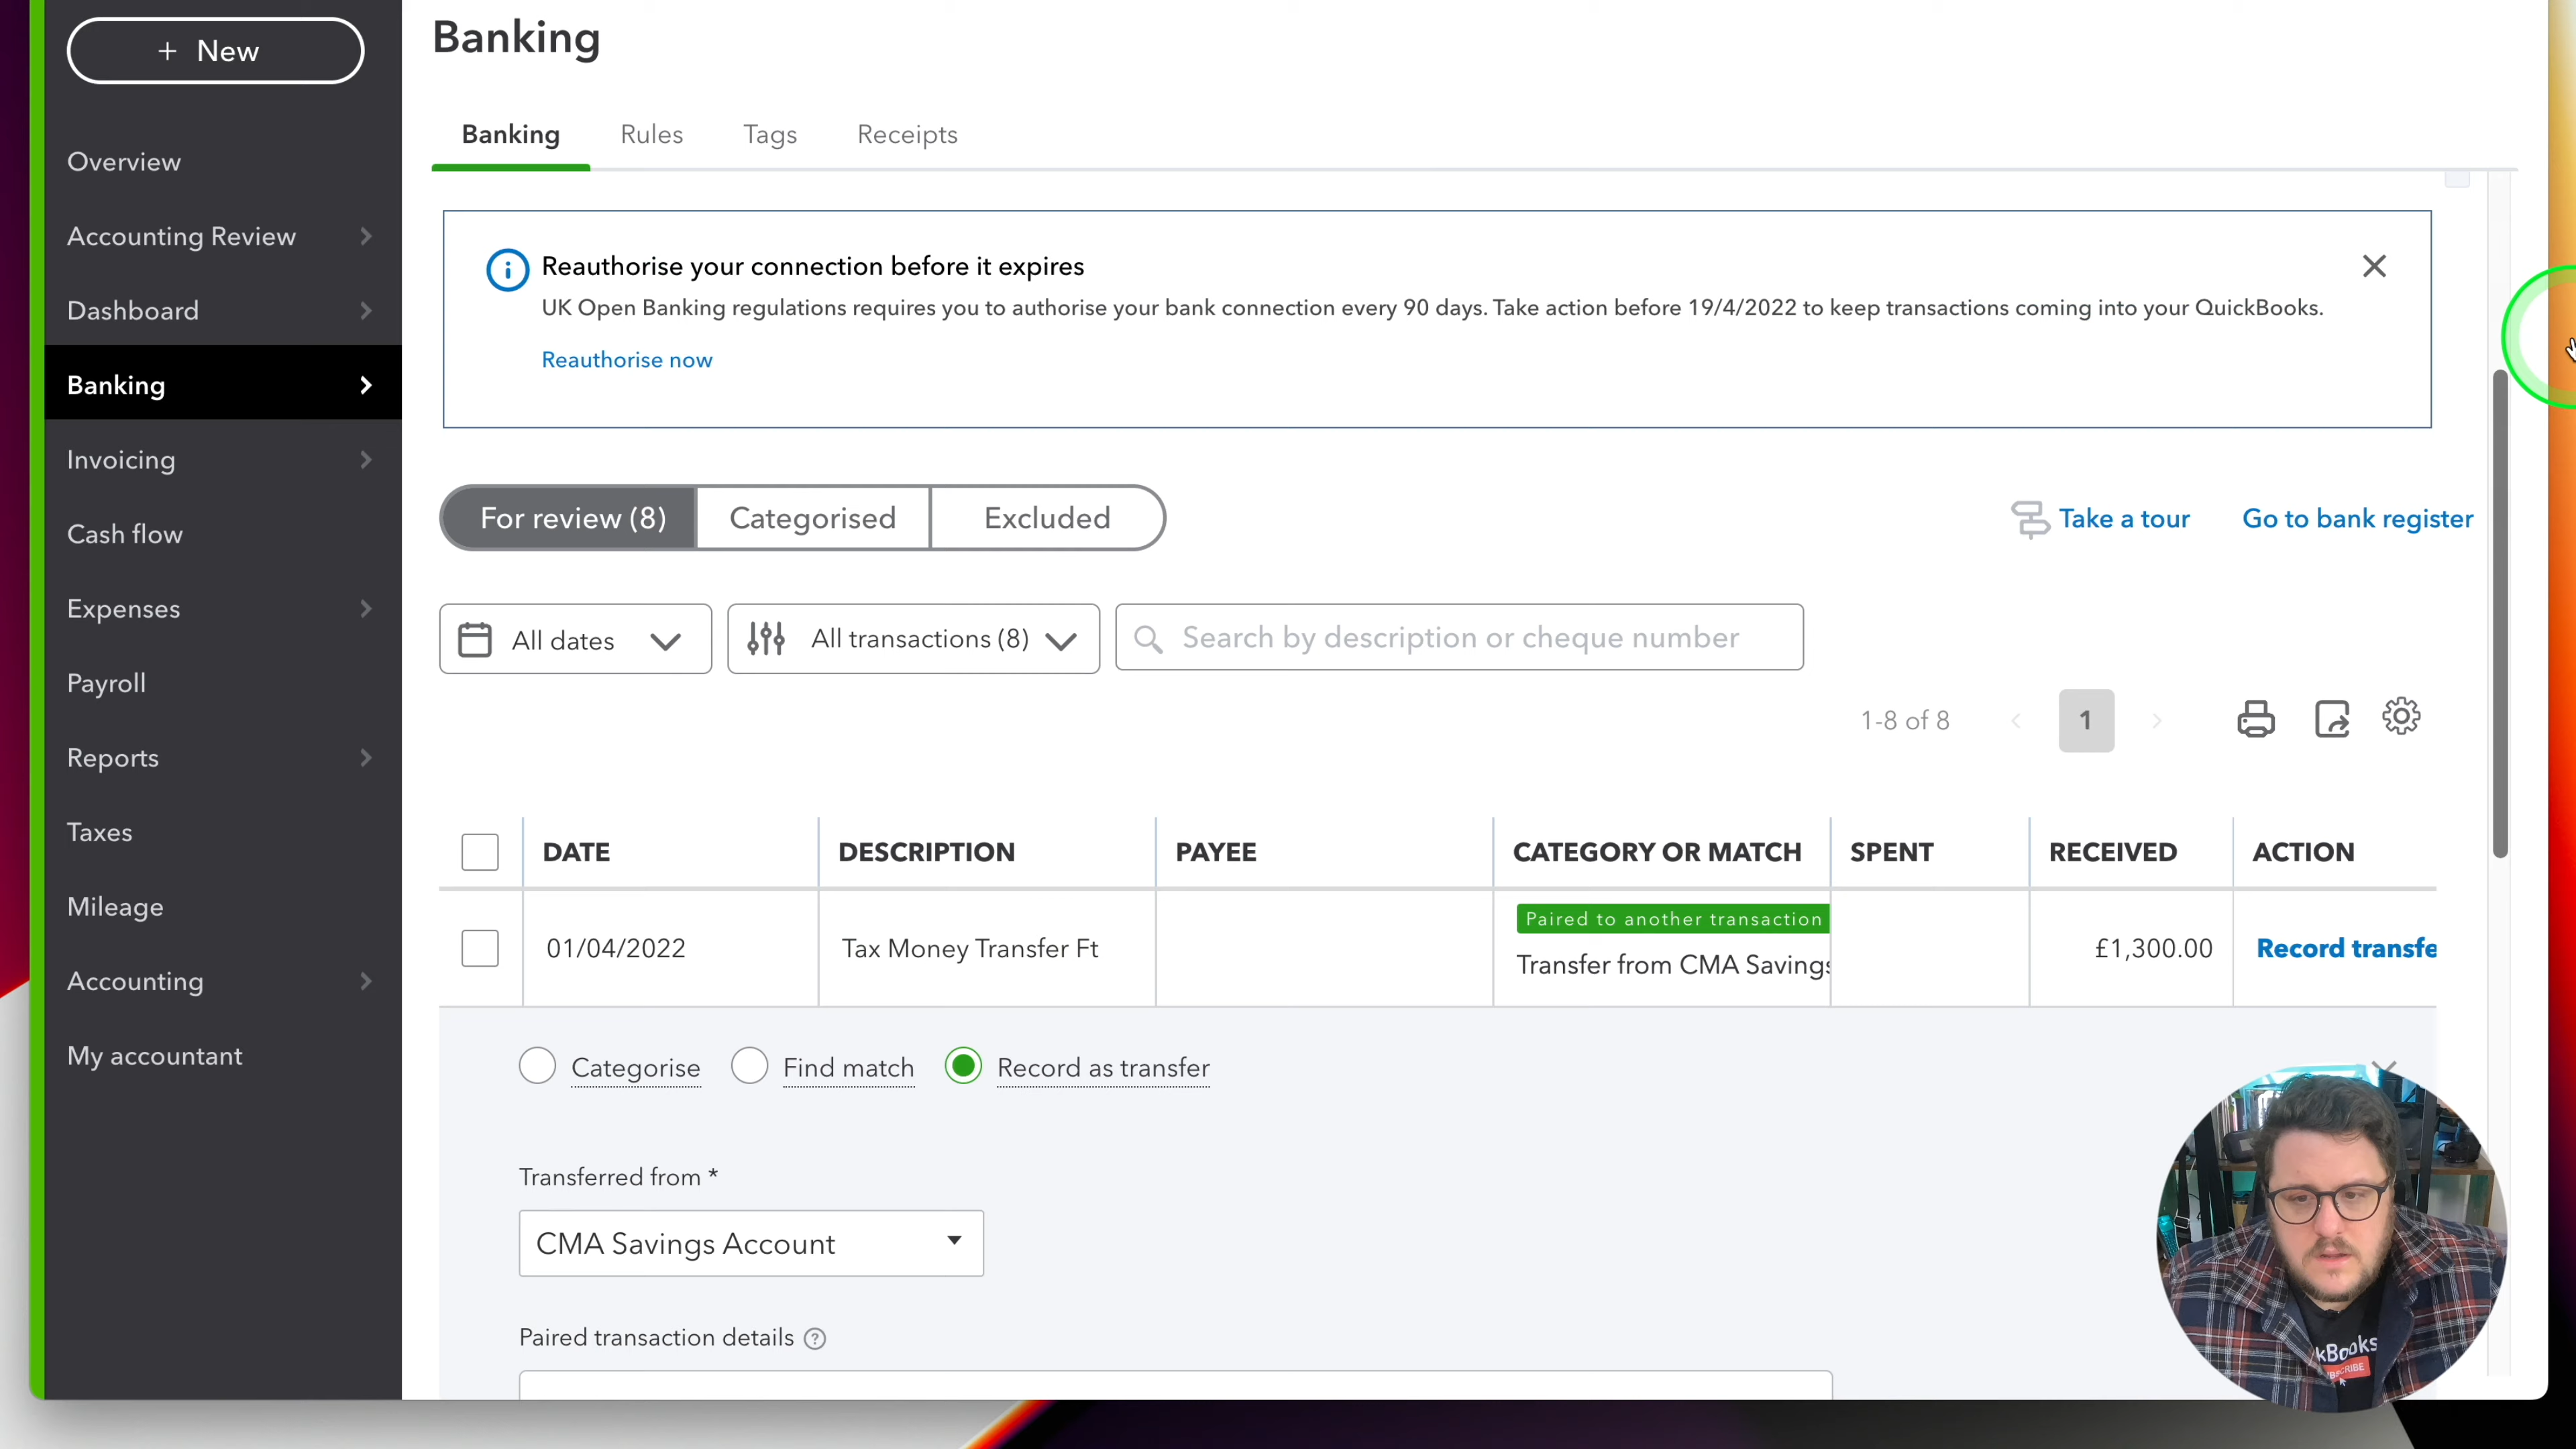 + New
Overview
Accounting Review
Dashboard
Banking
Invoicing
Cash flow
Expenses
Payroll
Reports
Taxes
Mileage
Accounting
My accountant
Banking
Banking Rules Tags Receipts
Reauthorise your connection before it expires
UK Open Banking regulations requires you to authorise your bank connection every 90 days. Take action before 19/4/2022 to keep transactions coming into your QuickBooks.
Reauthorise now
For review (8) Categorised Excluded Take a tour Go to bank register
All dates All transactions (8) Search by description or cheque number
1-8 of 8 1
DATE DESCRIPTION PAYEE CATEGORY OR MATCH SPENT RECEIVED ACTION
Paired to another transaction
01/04/2022 Tax Money Transfer Ft Transfer from CMA Savings £1,300.00 Record transfe
Categorise Find match Record as transfer
Transferred from *
CMA Savings Account
Paired transaction details
kBooks
SUBSCRIBE